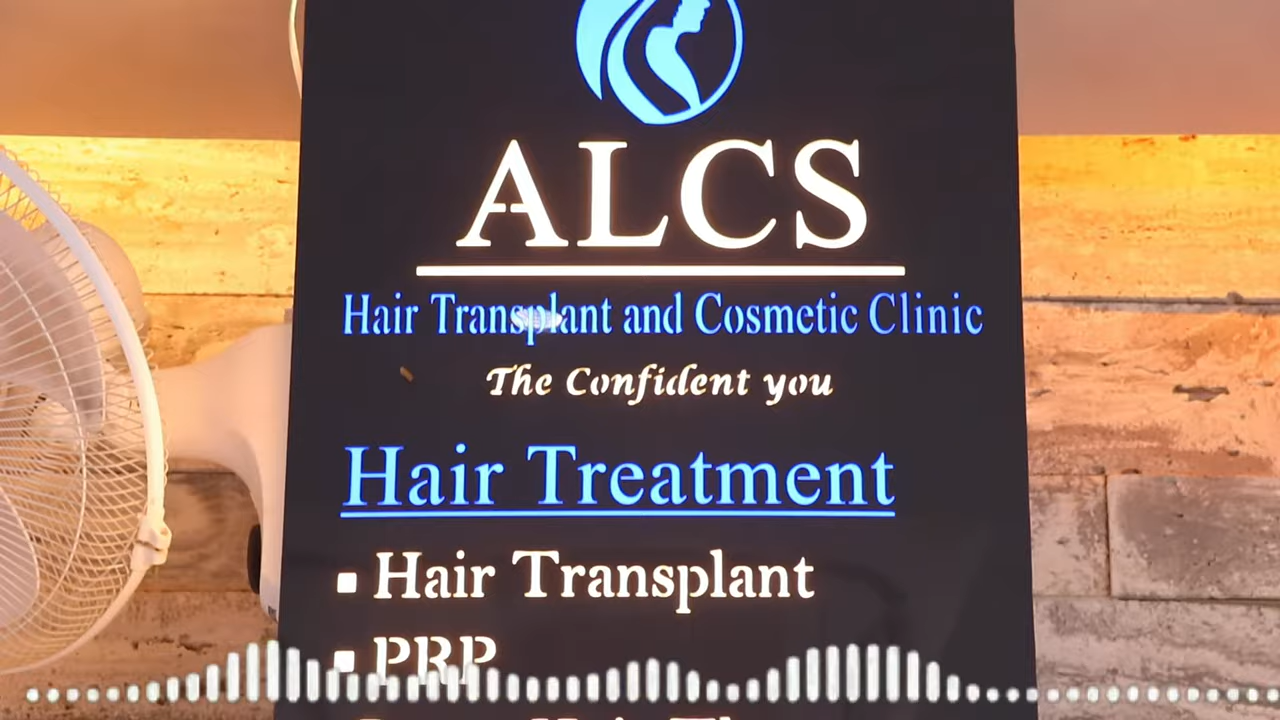 ALCS
Hair Transplant and Cosmetic Clinic
The Confident you
Hair Treatment
▪ Hair Transplant
▪ PRP